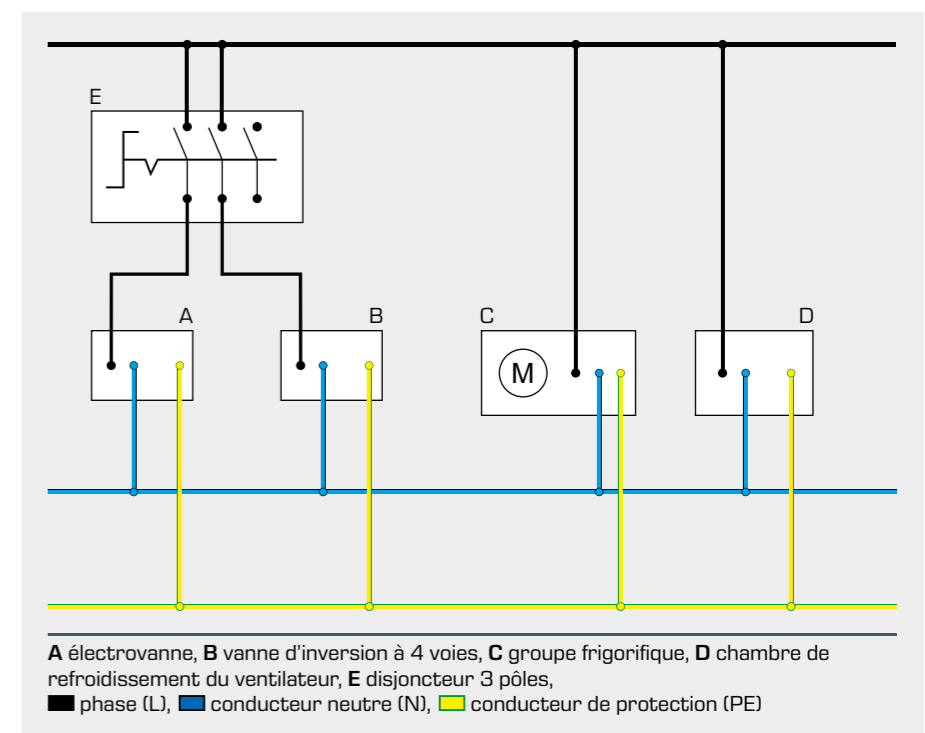 E
A
B
C
D
M
A électrovanne, B vanne d'inversion à 4 voies, C groupe frigorifique, D chambre de
refroidissement du ventilateur, E disjoncteur 3 pôles,
phase (L), conducteur neutre (N), conducteur de protection (PE)